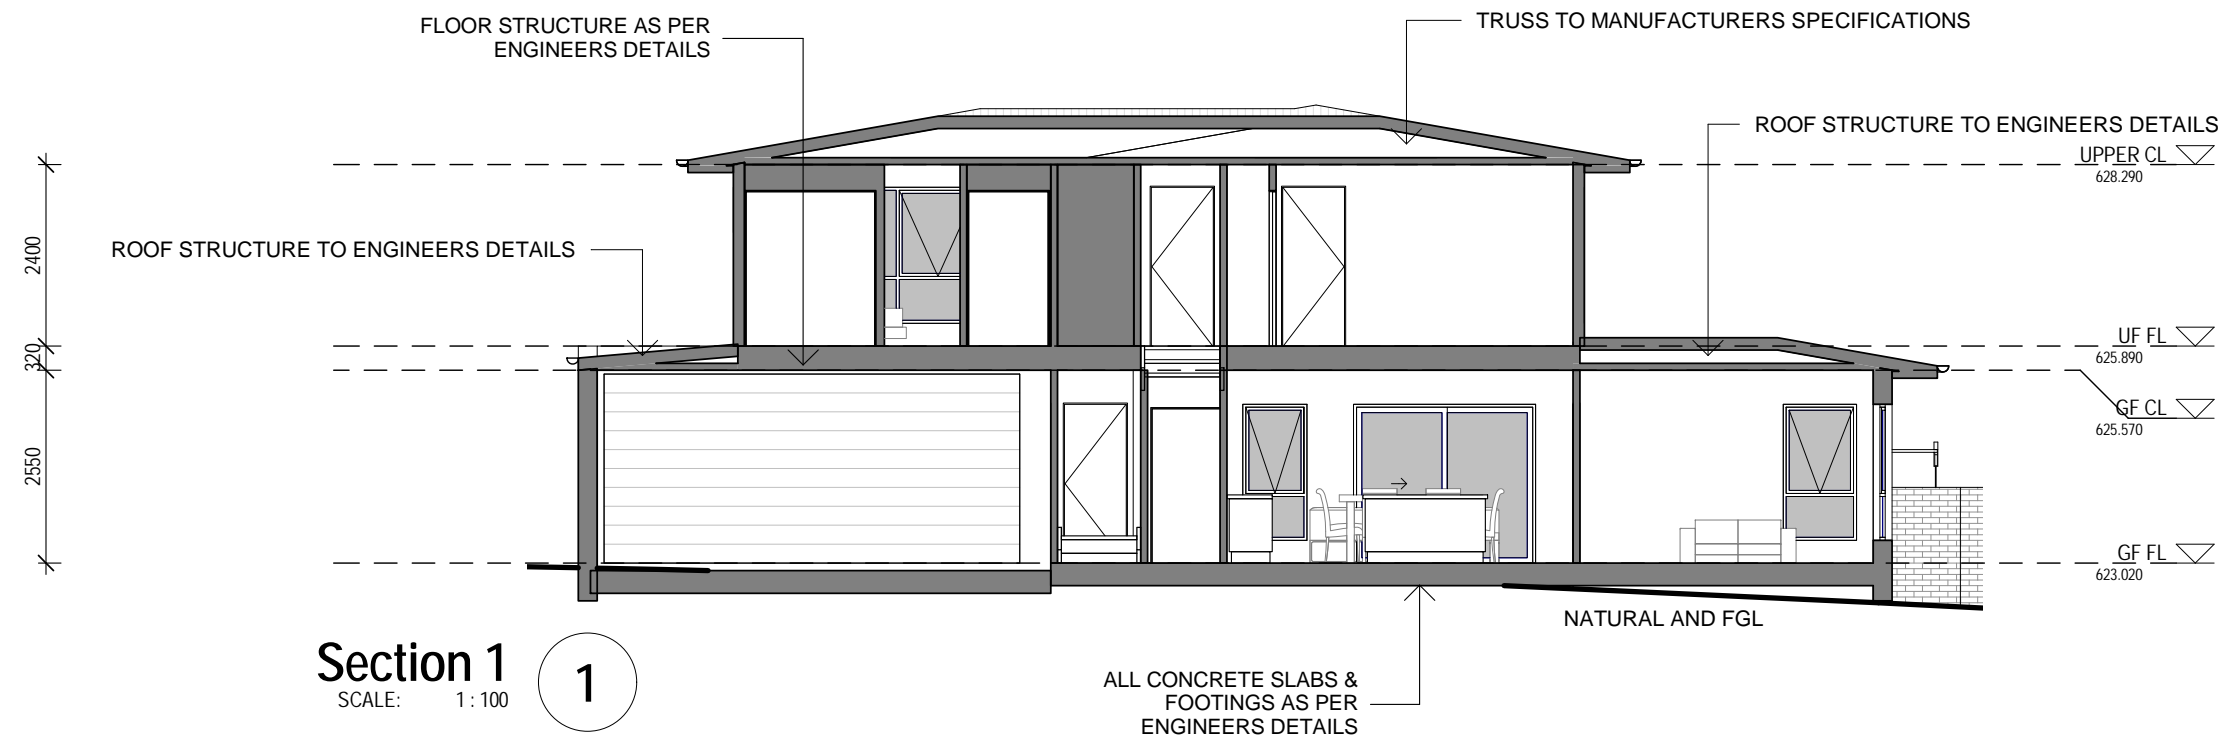 FLOOR STRUCTURE AS PER
ENGINEERS DETAILS
TRUSS TO MANUFACTURERS SPECIFICATIONS
ROOF STRUCTURE TO ENGINEERS DETAILS
UPPER CL
628.290
ROOF STRUCTURE TO ENGINEERS DETAILS
2400
320
2550
UF FL
625.890
GF CL
625.570
GF FL
623.020
NATURAL AND FGL
Section 1
SCALE: 1 : 100
1
ALL CONCRETE SLABS &
FOOTINGS AS PER
ENGINEERS DETAILS